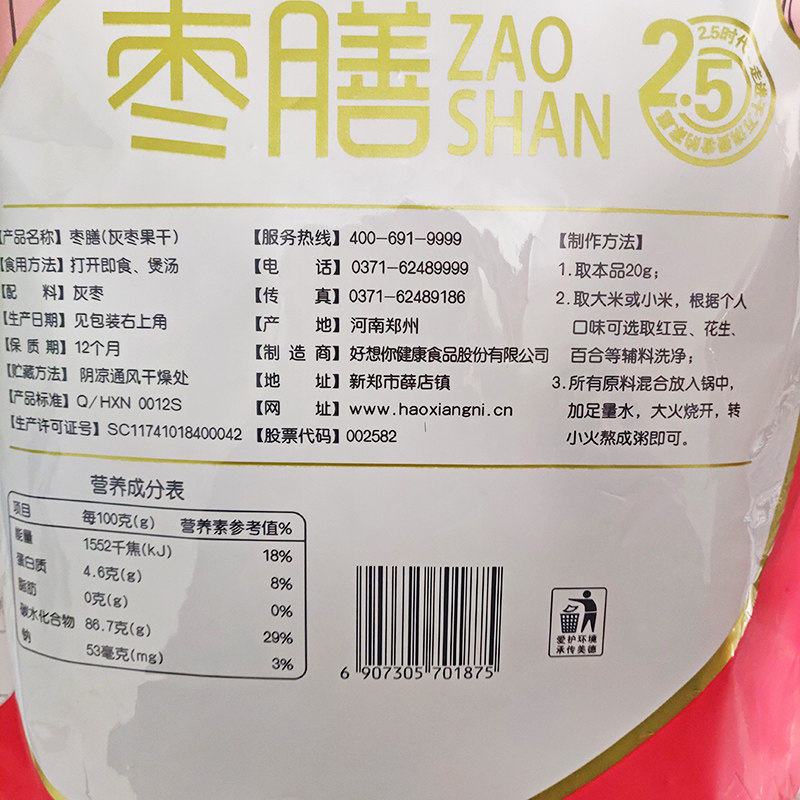 枣膳 ZAO
SHAN
2.5
2.5时代
【产品名称】枣膳(灰枣果干)
【食用方法】打开即食、煲汤
【配 料】灰枣
【生产日期】见包装右上角
【保 质 期】12个月
【贮藏方法】阴凉通风干燥处
【产品标准】Q/HXN 0012S
【生产许可证号】SC11741018400042
【服务热线】400-691-9999
【电 话】0371-62489999
【传 真】0371-62489186
【产 地】河南郑州
【制 造 商】好想你健康食品股份有限公司
【地 址】新郑市薛店镇
【网 址】www.haoxiangni.cn
【股票代码】002582
【制作方法】
1.取本品20g；
2.取大米或小米，根据个人
口味可选取红豆、花生、
百合等辅料洗净；
3.所有原料混合放入锅中，
加足量水，大火烧开，转
小火熬成粥即可。
营养成分表
项目 每100克(g) 营养素参考值%
能量 1552千焦(kJ) 18%
蛋白质 4.6克(g) 8%
脂肪 0克(g) 0%
碳水化合物 86.7克(g) 29%
钠 53毫克(mg) 3%
6 907305 701875
爱护环境
承传美德